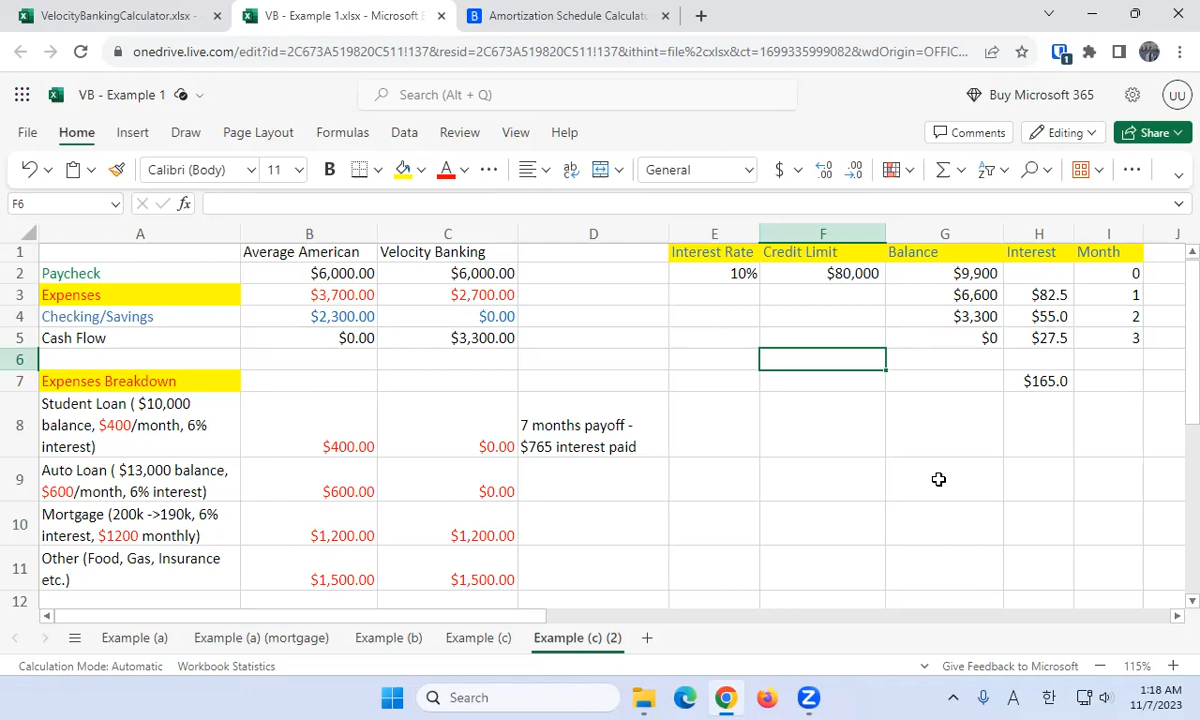 VelocityBankingCalculator.xlsx -
VB - Example 1.xlsx - Microsoft E
B Amortization Schedule Calculato
onedrive.live.com/edit?id=2C673A519820C511!137&resid=2C673A519820C511!137&ithint=file%2cxlsx&ct=1699335999082&wdOrigin=OFFIC...
1
VB - Example 1
Search (Alt + Q)
Buy Microsoft 365
UU
File Home Insert Draw Page Layout Formulas Data Review View Help
Comments Editing Share
Calibri (Body) 11 B A ab General $ .00 .00
F6 fx
A B C D E F G H I J
1 Average American Velocity Banking Interest Rate Credit Limit Balance Interest Month
2 Paycheck $6,000.00 $6,000.00 10% $80,000 $9,900 0
3 Expenses $3,700.00 $2,700.00 $6,600 $82.5 1
4 Checking/Savings $2,300.00 $0.00 $3,300 $55.0 2
5 Cash Flow $0.00 $3,300.00 $0 $27.5 3
6
7 Expenses Breakdown $165.0
Student Loan ( $10,000
8 balance, $400/month, 6% 7 months payoff -
interest) $400.00 $0.00 $765 interest paid
Auto Loan ( $13,000 balance,
9 $600/month, 6% interest) $600.00 $0.00
Mortgage (200k ->190k, 6%
10 interest, $1200 monthly) $1,200.00 $1,200.00
Other (Food, Gas, Insurance
11 etc.) $1,500.00 $1,500.00
12
Example (a) Example (a) (mortgage) Example (b) Example (c) Example (c) (2)
Calculation Mode: Automatic Workbook Statistics Give Feedback to Microsoft 115%
Search
A 한
1:18 AM
11/7/2023